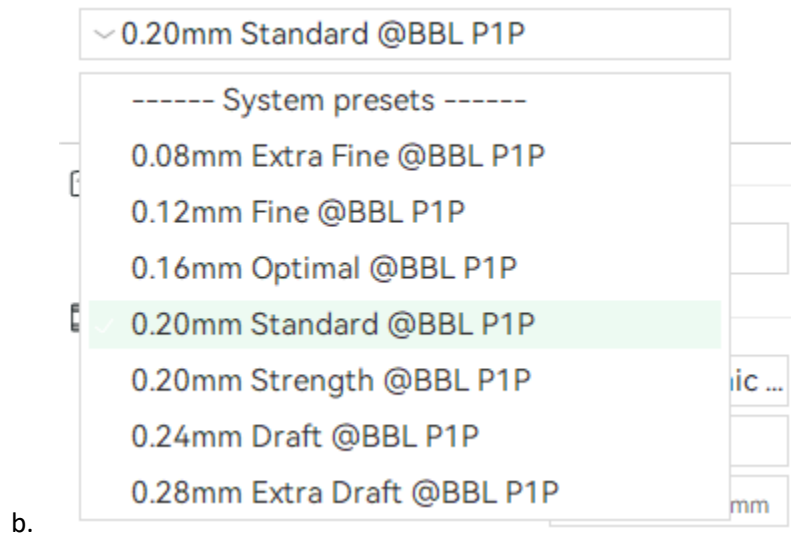 0.20mm Standard @BBL P1P
------ System presets ------
0.08mm Extra Fine @BBL P1P
0.12mm Fine @BBL P1P
0.16mm Optimal @BBL P1P
0.20mm Standard @BBL P1P
0.20mm Strength @BBL P1P
ic ...
0.24mm Draft @BBL P1P
0.28mm Extra Draft @BBL P1P
mm
b.